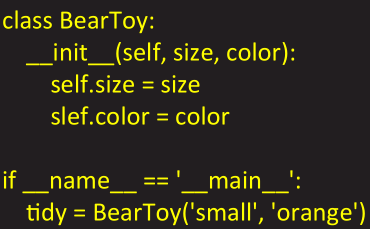 class BearToy:
    __init__(self, size, color):
        self.size = size
        slef.color = color

if __name__ == '__main__':
    tidy = BearToy('small', 'orange')